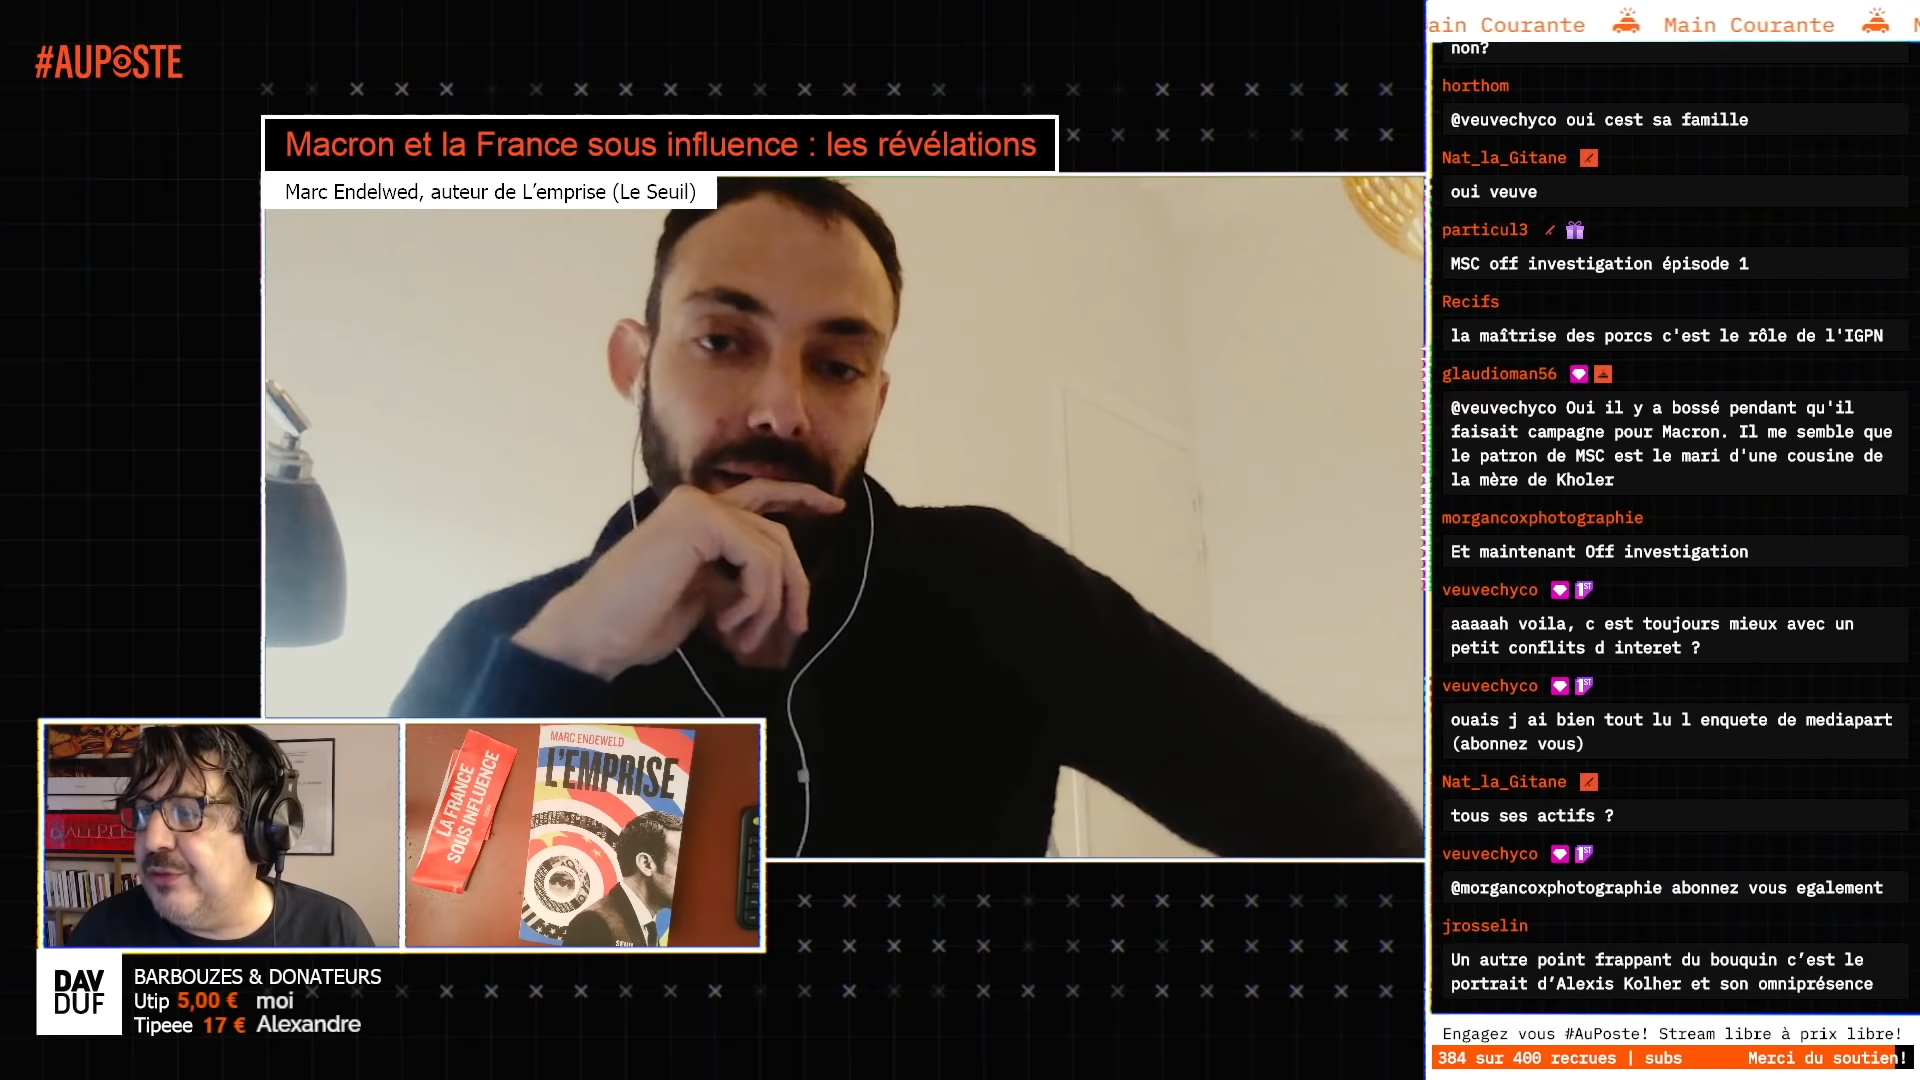 #AUPOSTE
Macron et la France sous influence : les révélations
Marc Endelwed, auteur de L'emprise (Le Seuil)
LA FRANCE
SOUS INFLUENCE
MARC ENDEWELD
L'EMPRISE
SEUIL
DAV
DUF
BARBOUZES & DONATEURS
Utip 5,00 € moi
Tipeee 17 € Alexandre
ain Courante Main Courante
non?
horthom
@veuvechyco oui cest sa famille
Nat_la_Gitane
oui veuve
particul3
MSC off investigation épisode 1
Recifs
la maîtrise des porcs c'est le rôle de l'IGPN
glaudioman56
@veuvechyco Oui il y a bossé pendant qu'il
faisait campagne pour Macron. Il me semble que
le patron de MSC est le mari d'une cousine de
la mère de Kholer
morgancoxphotographie
Et maintenant Off investigation
veuvechyco 1ST
aaaaah voila, c est toujours mieux avec un
petit conflits d interet ?
veuvechyco 1ST
ouais j ai bien tout lu l enquete de mediapart
(abonnez vous)
Nat_la_Gitane
tous ses actifs ?
veuvechyco 1ST
@morgancoxphotographie abonnez vous egalement
jrosselin
Un autre point frappant du bouquin c'est le
portrait d'Alexis Kolher et son omniprésence
Engagez vous #AuPoste! Stream libre à prix libre!
384 sur 400 recrues | subs Merci du soutien!